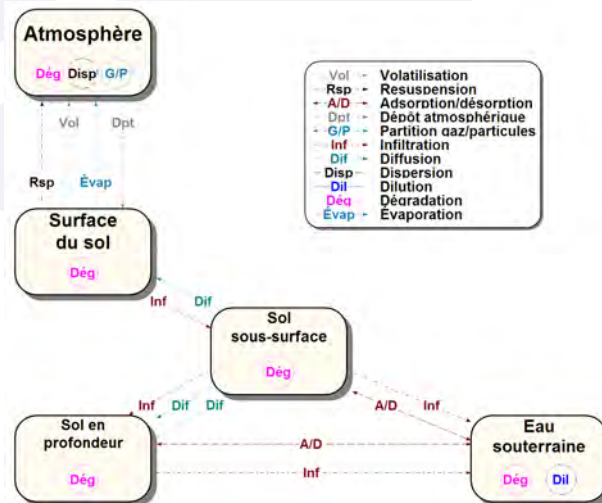 Atmosphère
Dég Disp G/P
Vol Dpt
Rsp Évap
Vol Volatilisation
Rsp Resuspension
A/D Adsorption/désorption
Dpt Dépôt atmosphérique
G/P Partition gaz/particules
Inf Infiltration
Dif Diffusion
Disp Dispersion
Dil Dilution
Dég Dégradation
Évap Évaporation
Surface
du sol
Dég
Inf Dif
Sol
sous-surface
Dég
Inf Dif Dif
A/D Inf
Sol en
profondeur
Dég
A/D
Inf
Eau
souterraine
Dég Dil